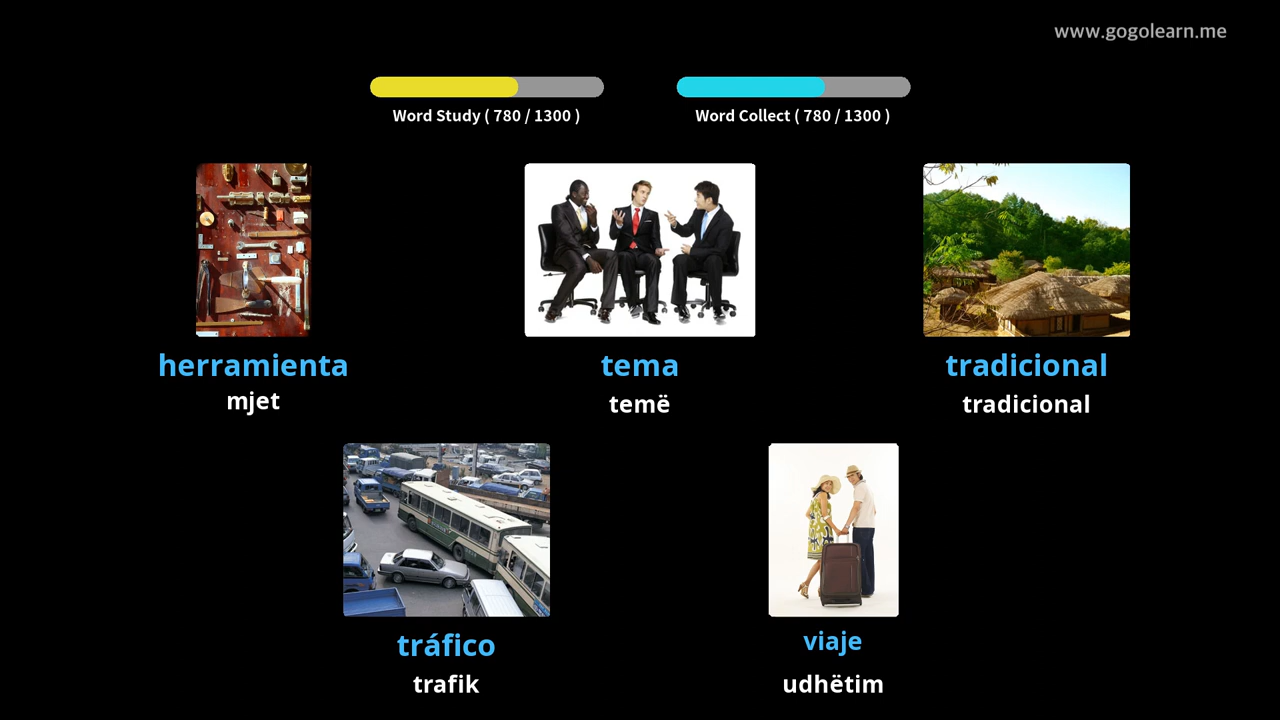 www.gogolearn.me
Word Study ( 780 / 1300 )
Word Collect ( 780 / 1300 )
herramienta
mjet
tema
temë
tradicional
tradicional
tráfico
trafik
viaje
udhëtim